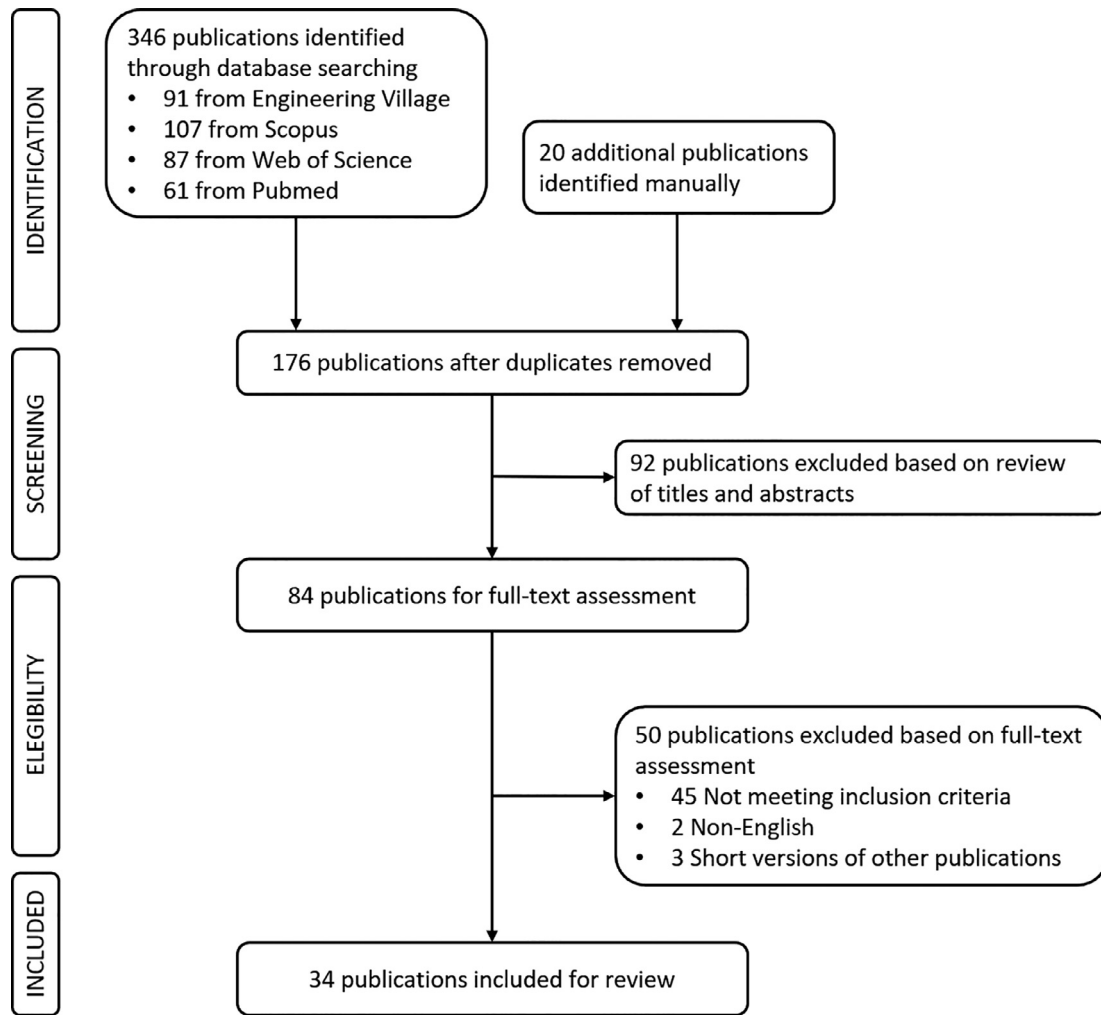 IDENTIFICATION
346 publications identified
through database searching
• 91 from Engineering Village
• 107 from Scopus
• 87 from Web of Science
• 61 from Pubmed
20 additional publications
identified manually
SCREENING
176 publications after duplicates removed
92 publications excluded based on review
of titles and abstracts
ELEGIBILITY
84 publications for full-text assessment
50 publications excluded based on full-text
assessment
• 45 Not meeting inclusion criteria
• 2 Non-English
• 3 Short versions of other publications
INCLUDED
34 publications included for review